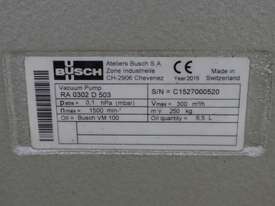 BUSCH
Ateliers Busch S.A.
Zone industrielle
CH-2906 Chevenez
CE
Year 2015
Made in
Switzerland
Vacuum Pump
RA 0302 D 503
S/N = C1527000520
0,1 hPa (mbar)
Vmax = 300 m³/h
n = 1500 min⁻¹
m = 250 kg
Oil = Busch VM 100
Oil quantity = 6,5 L